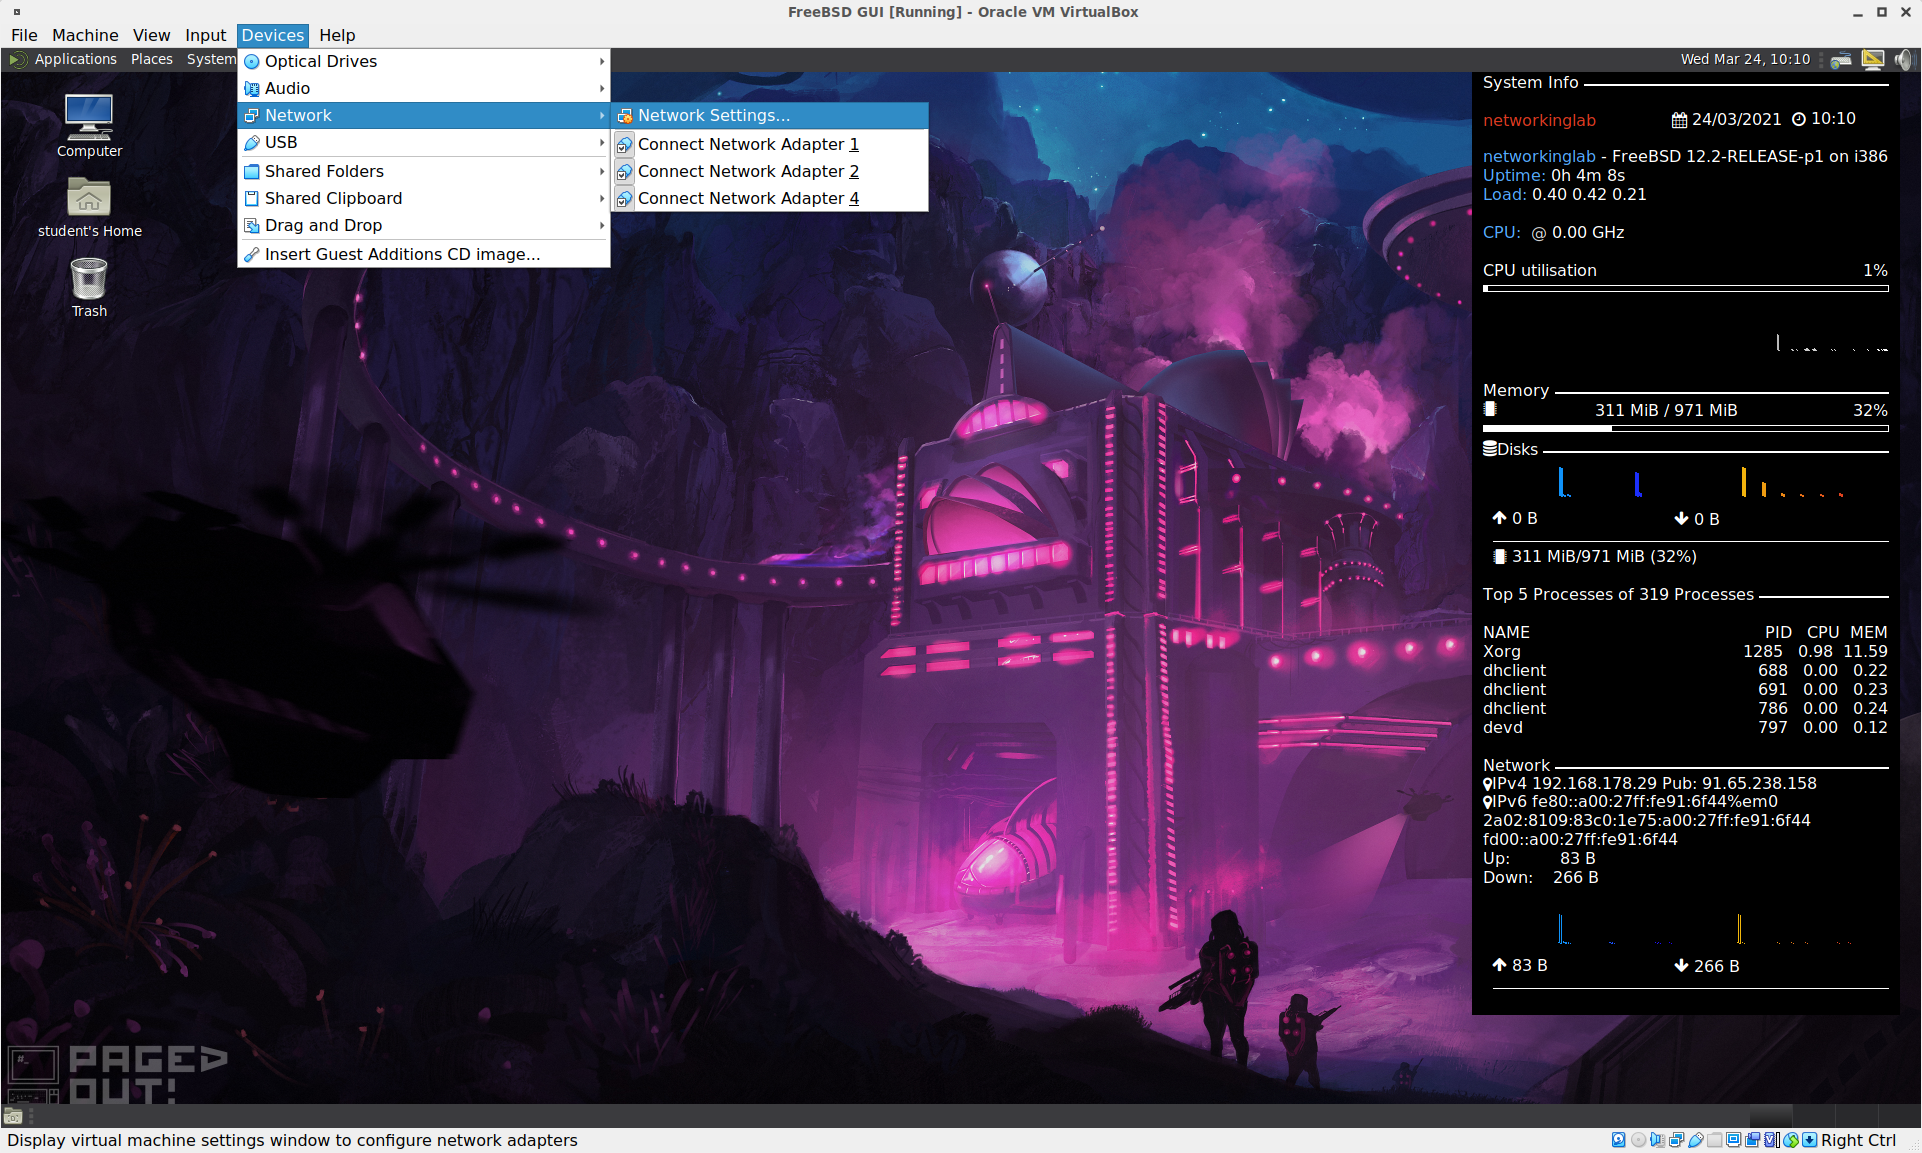 FreeBSD GUI [Running] - Oracle VM VirtualBox
File Machine View Input Devices Help
Applications Places System
Wed Mar 24, 10:10
Optical Drives
Audio
Network
USB
Shared Folders
Shared Clipboard
Drag and Drop
Insert Guest Additions CD image...
Network Settings...
Connect Network Adapter 1
Connect Network Adapter 2
Connect Network Adapter 4
Computer
student's Home
Trash
System Info
networkinglab 24/03/2021 10:10
networkinglab - FreeBSD 12.2-RELEASE-p1 on i386
Uptime: 0h 4m 8s
Load: 0.40 0.42 0.21
CPU: @ 0.00 GHz
CPU utilisation 1%
Memory
311 MiB / 971 MiB 32%
Disks
0 B 0 B
311 MiB/971 MiB (32%)
Top 5 Processes of 319 Processes
NAME PID CPU MEM
Xorg 1285 0.98 11.59
dhclient 688 0.00 0.22
dhclient 691 0.00 0.23
dhclient 786 0.00 0.24
devd 797 0.00 0.12
Network
IPv4 192.168.178.29 Pub: 91.65.238.158
IPv6 fe80::a00:27ff:fe91:6f44%em0
2a02:8109:83c0:1e75:a00:27ff:fe91:6f44
fd00::a00:27ff:fe91:6f44
Up: 83 B
Down: 266 B
83 B 266 B
#_
PAGED
OUT!
Display virtual machine settings window to configure network adapters
Right Ctrl